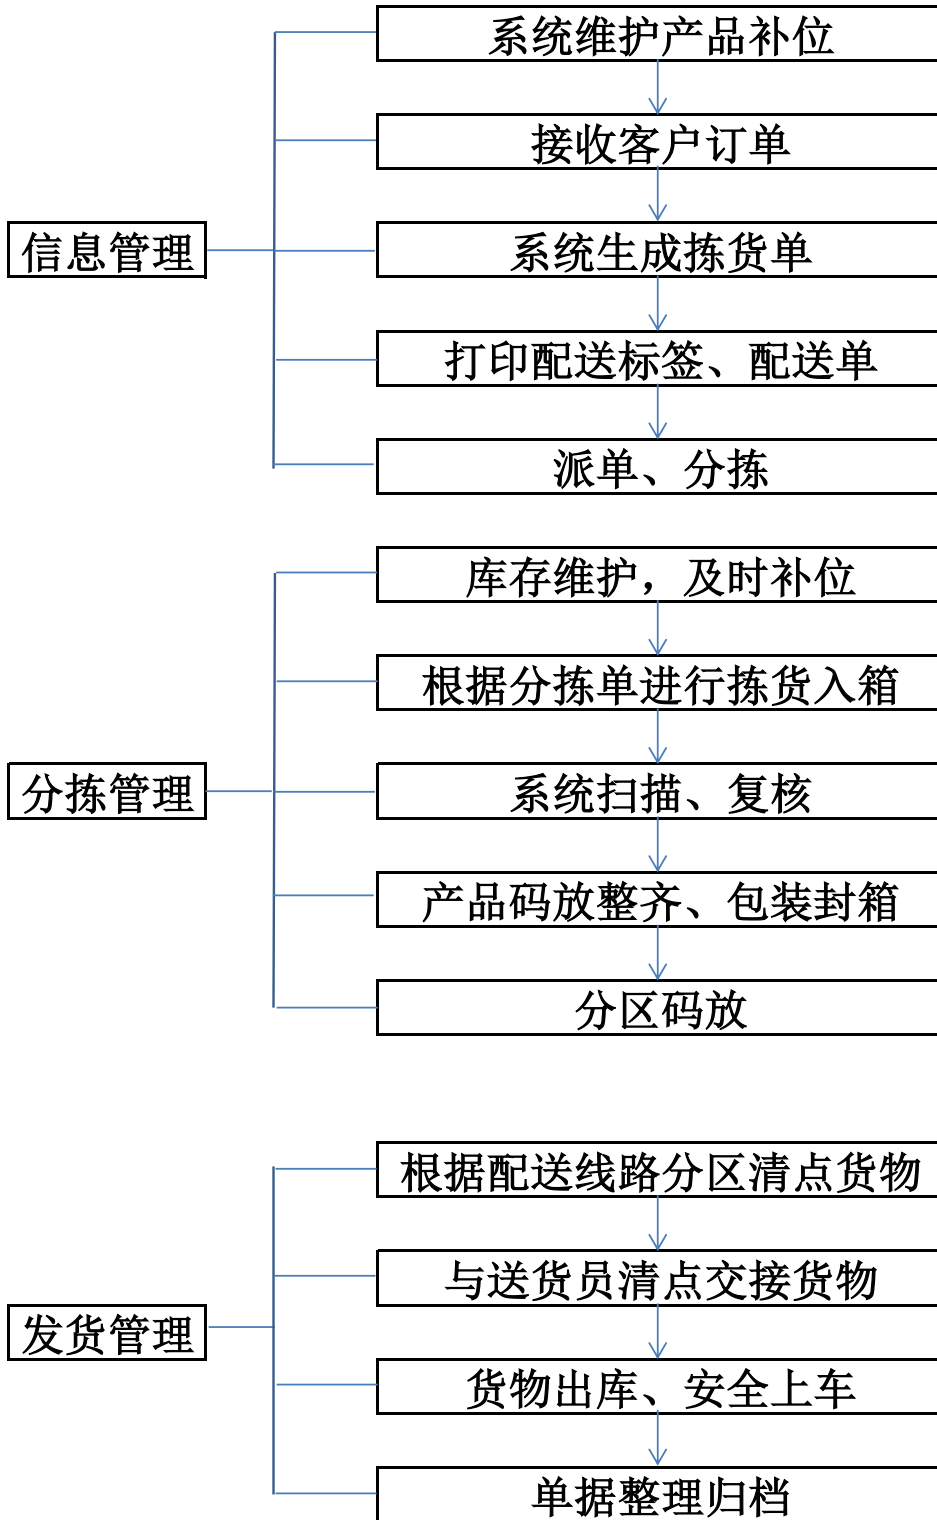 系统维护产品补位
接收客户订单
信息管理
系统生成拣货单
打印配送标签、配送单
派单、分拣
库存维护，及时补位
根据分拣单进行拣货入箱
分拣管理
系统扫描、复核
产品码放整齐、包装封箱
分区码放
根据配送线路分区清点货物
与送货员清点交接货物
发货管理
货物出库、安全上车
单据整理归档